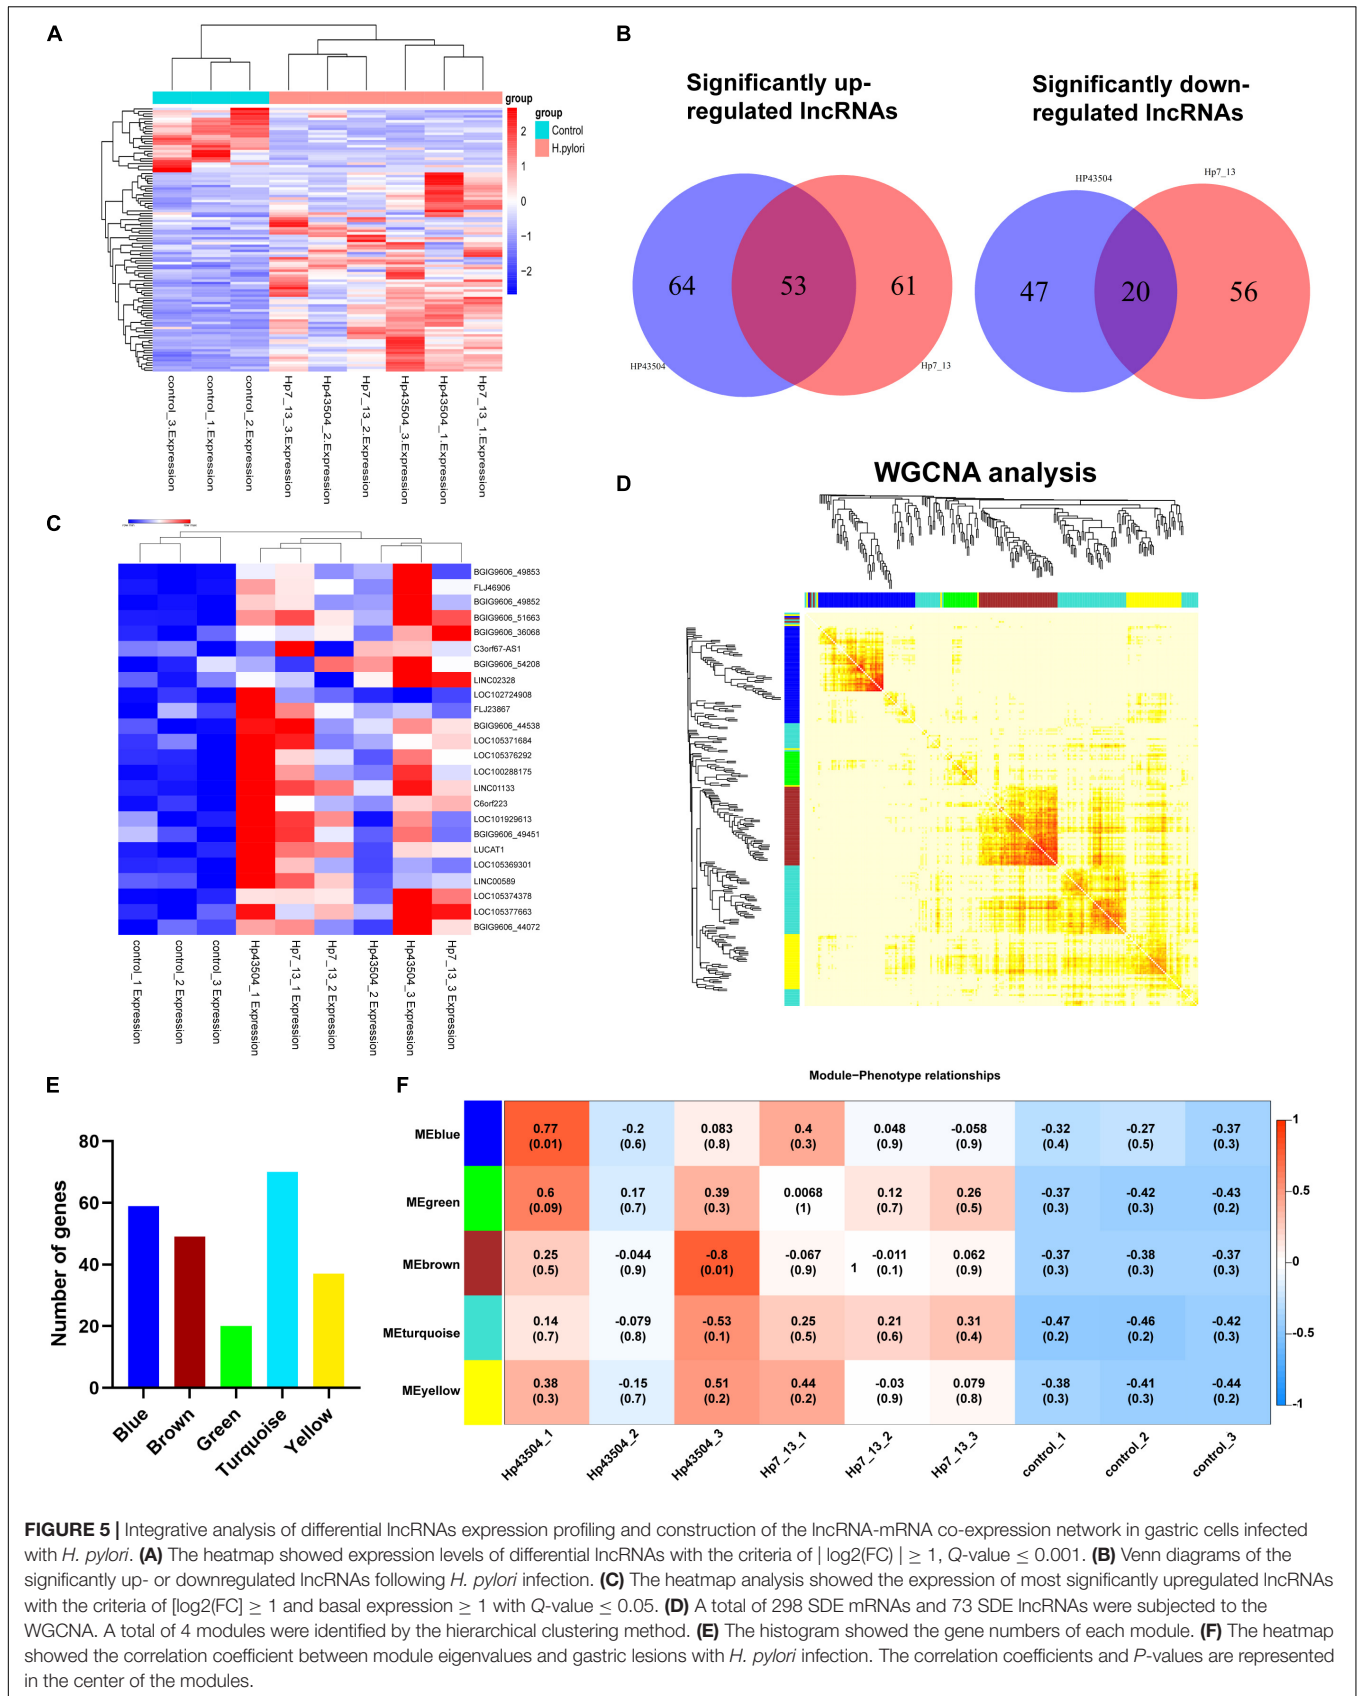 A
group
2
1
0
−1
−2
group
Control
H.pylori
control_3.Expression
control_1.Expression
control_2.Expression
Hp7_13_3.Expression
Hp43504_2.Expression
Hp7_13_2.Expression
Hp43504_3.Expression
Hp43504_1.Expression
Hp7_13_1.Expression
B
Significantly up-
regulated lncRNAs
64
53
61
HP43504
Hp7_13
Significantly down-
regulated lncRNAs
HP43504
Hp7_13
47
20
56
C
BGIG9606_49853
FLJ46906
BGIG9606_49852
BGIG9606_51663
BGIG9606_36068
C3orf67-AS1
BGIG9606_54208
LINC02328
LOC102724908
FLJ23867
BGIG9606_44538
LOC105371684
LOC105376292
LOC100288175
LINC01133
C6orf223
LOC101929613
BGIG9606_49451
LUCAT1
LOC105369301
LINC00589
LOC105374378
LOC105377663
BGIG9606_44072
control_1 Expression
control_2 Expression
control_3 Expression
Hp43504_1 Expression
Hp7_13_1 Expression
Hp7_13_2 Expression
Hp43504_2 Expression
Hp43504_3 Expression
Hp7_13_3 Expression
D
WGCNA analysis
E
Number of genes
80
60
40
20
0
Blue
Brown
Green
Turquoise
Yellow
F
Module−Phenotype relationships
MEblue
0.77 -0.2 0.083 0.4 0.048 -0.058 -0.32 -0.27 -0.37
(0.01) (0.6) (0.8) (0.3) (0.9) (0.9) (0.4) (0.5) (0.3)
MEgreen
0.6 0.17 0.39 0.0068 0.12 0.26 -0.37 -0.42 -0.43
(0.09) (0.7) (0.3) (1) (0.7) (0.5) (0.3) (0.3) (0.2)
MEbrown
0.25 -0.044 -0.8 -0.067 -0.011 0.062 -0.37 -0.38 -0.37
(0.5) (0.9) (0.01) (0.9) 1 (0.1) (0.9) (0.3) (0.3) (0.3)
MEturquoise
0.14 -0.079 -0.53 0.25 0.21 0.31 -0.47 -0.46 -0.42
(0.7) (0.8) (0.1) (0.5) (0.6) (0.4) (0.2) (0.2) (0.3)
MEyellow
0.38 -0.15 0.51 0.44 -0.03 0.079 -0.38 -0.41 -0.44
(0.3) (0.7) (0.2) (0.2) (0.9) (0.8) (0.3) (0.3) (0.2)
Hp43504_1
Hp43504_2
Hp43504_3
Hp7_13_1
Hp7_13_2
Hp7_13_3
control_1
control_2
control_3
1
0.5
0
-0.5
-1
FIGURE 5 | Integrative analysis of differential lncRNAs expression profiling and construction of the lncRNA-mRNA co-expression network in gastric cells infected
with H. pylori. (A) The heatmap showed expression levels of differential lncRNAs with the criteria of | log2(FC) | ≥ 1, Q-value ≤ 0.001. (B) Venn diagrams of the
significantly up- or downregulated lncRNAs following H. pylori infection. (C) The heatmap analysis showed the expression of most significantly upregulated lncRNAs
with the criteria of [log2(FC] ≥ 1 and basal expression ≥ 1 with Q-value ≤ 0.05. (D) A total of 298 SDE mRNAs and 73 SDE lncRNAs were subjected to the
WGCNA. A total of 4 modules were identified by the hierarchical clustering method. (E) The histogram showed the gene numbers of each module. (F) The heatmap
showed the correlation coefficient between module eigenvalues and gastric lesions with H. pylori infection. The correlation coefficients and P-values are represented
in the center of the modules.